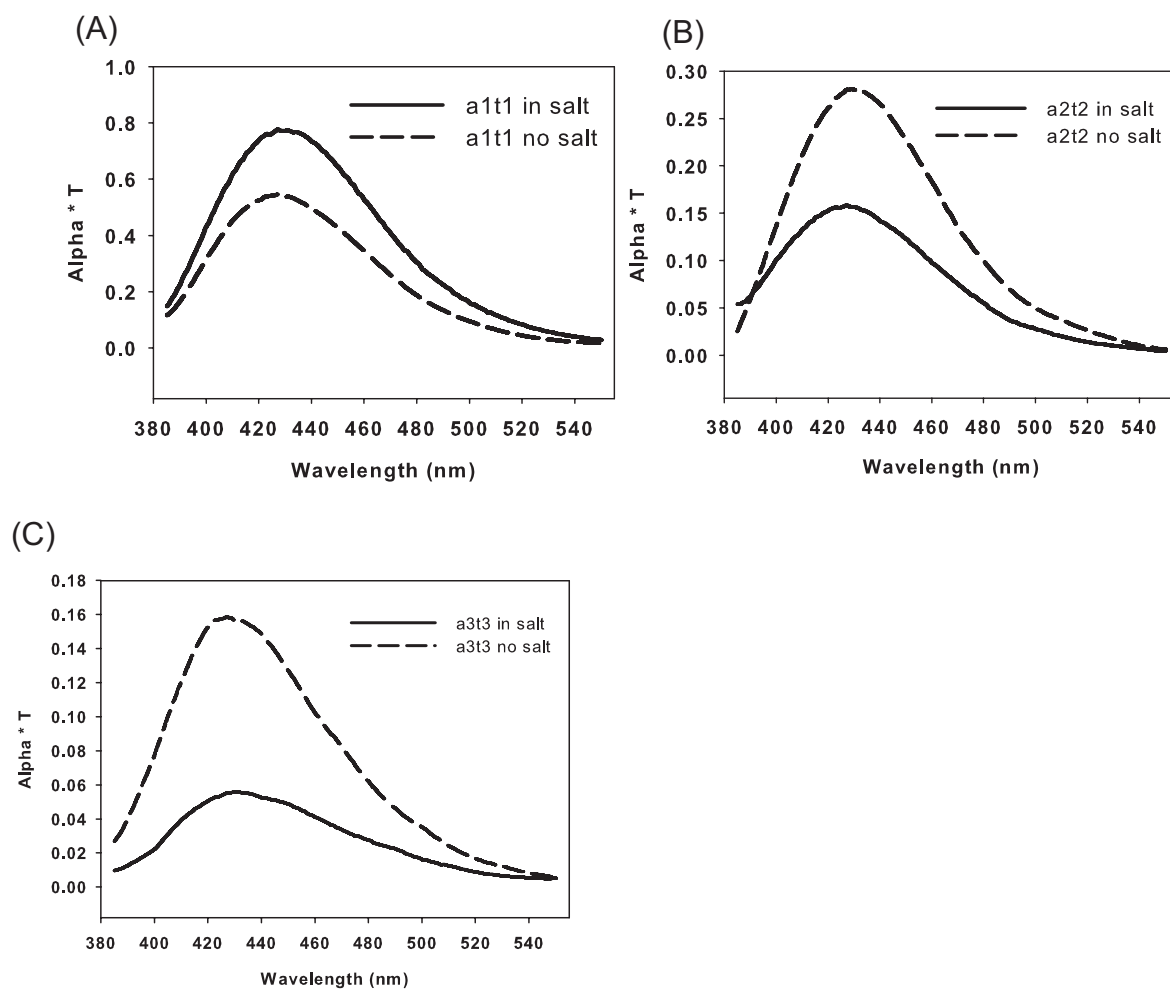 (A)
1.0
0.8
0.6
0.4
0.2
0.0
Alpha * T
a1t1 in salt
a1t1 no salt
380 400 420 440 460 480 500 520 540
Wavelength (nm)
(B)
0.30
0.25
0.20
0.15
0.10
0.05
0.00
Alpha * T
a2t2 in salt
a2t2 no salt
380 400 420 440 460 480 500 520 540
Wavelength (nm)
(C)
0.18
0.16
0.14
0.12
0.10
0.08
0.06
0.04
0.02
0.00
Alpha * T
a3t3 in salt
a3t3 no salt
380 400 420 440 460 480 500 520 540
Wavelength (nm)